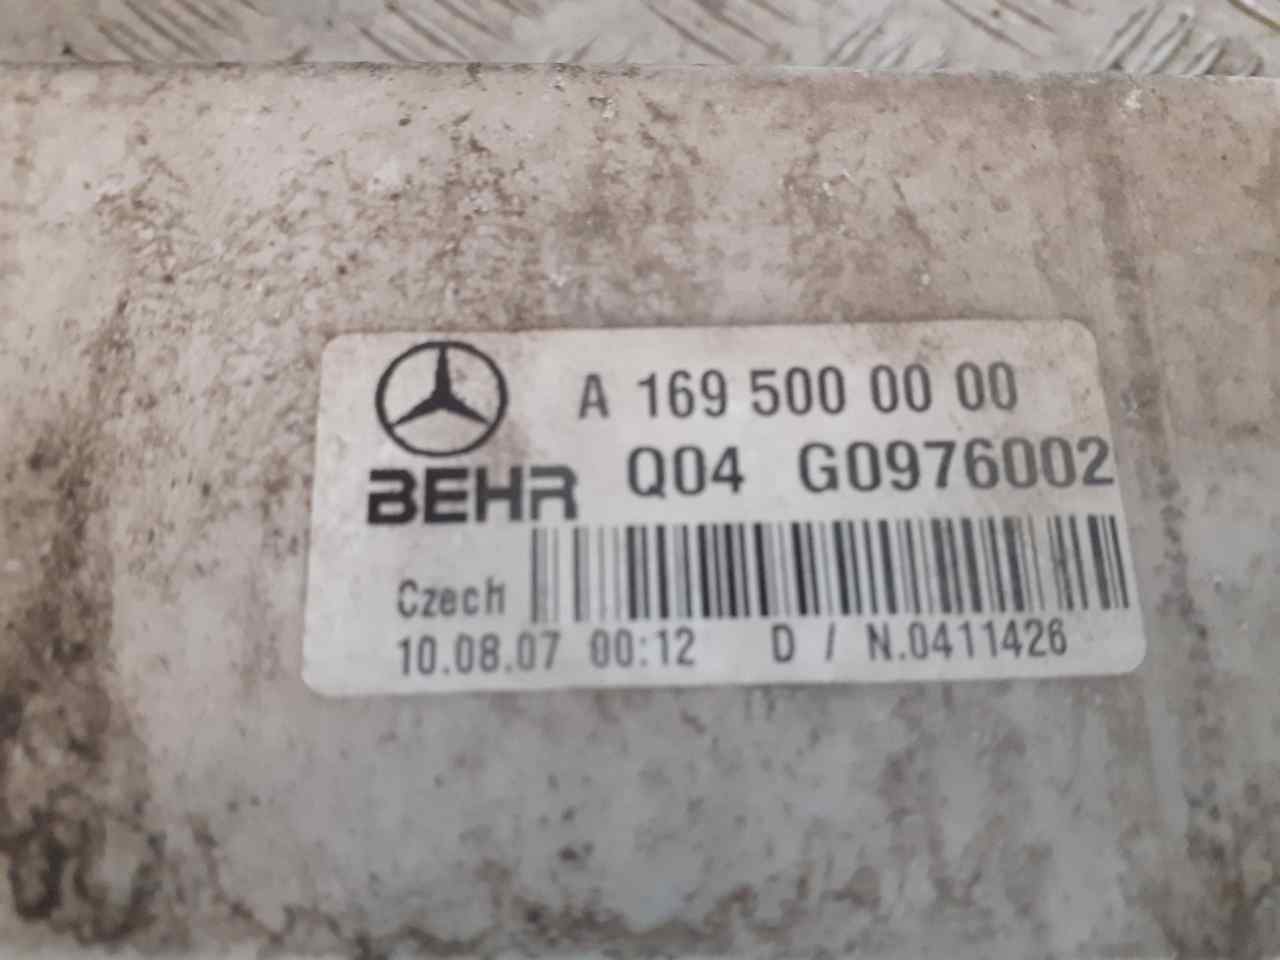 A 169 500 00 00
BEHR Q04 G0976002
Czech
10.08.07 00:12 D / N.0411426